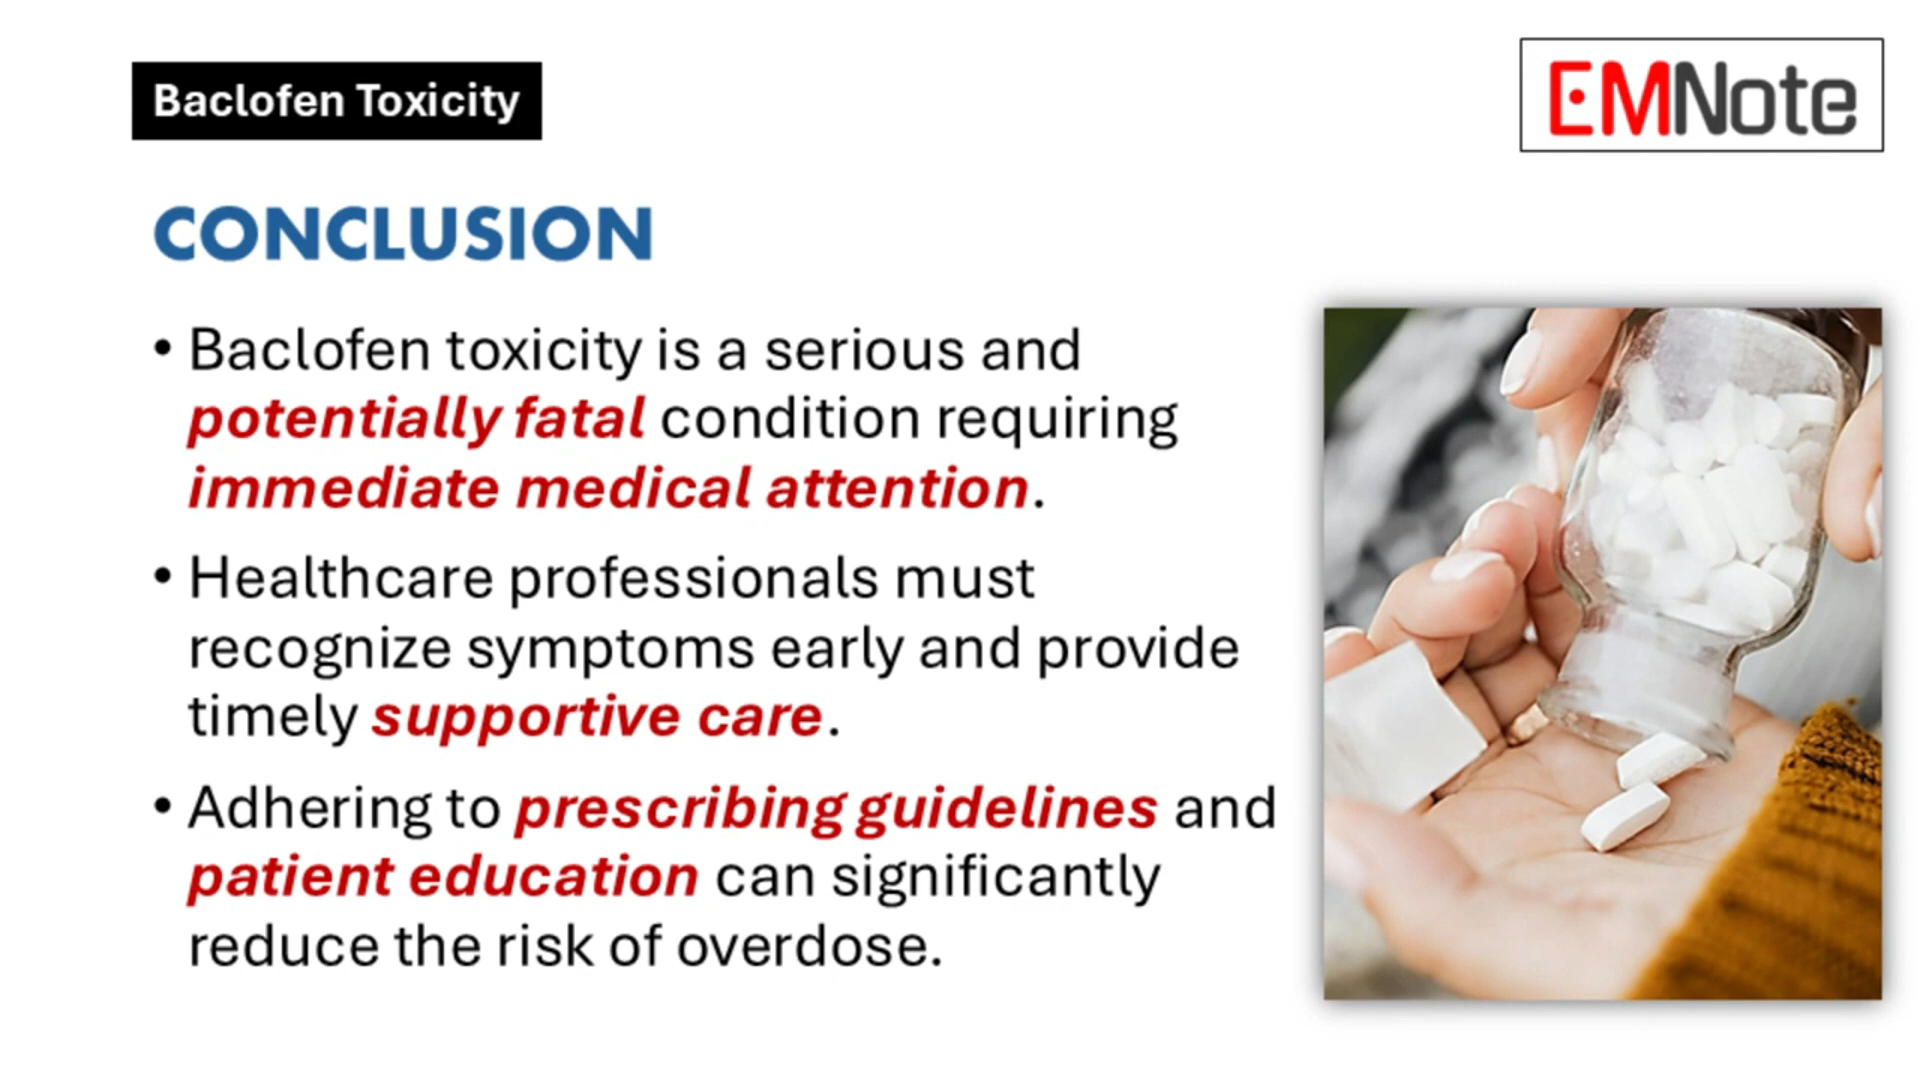 Baclofen Toxicity
EMNote
CONCLUSION
• Baclofen toxicity is a serious and
potentially fatal condition requiring
immediate medical attention.
• Healthcare professionals must
recognize symptoms early and provide
timely supportive care.
• Adhering to prescribing guidelines and
patient education can significantly
reduce the risk of overdose.